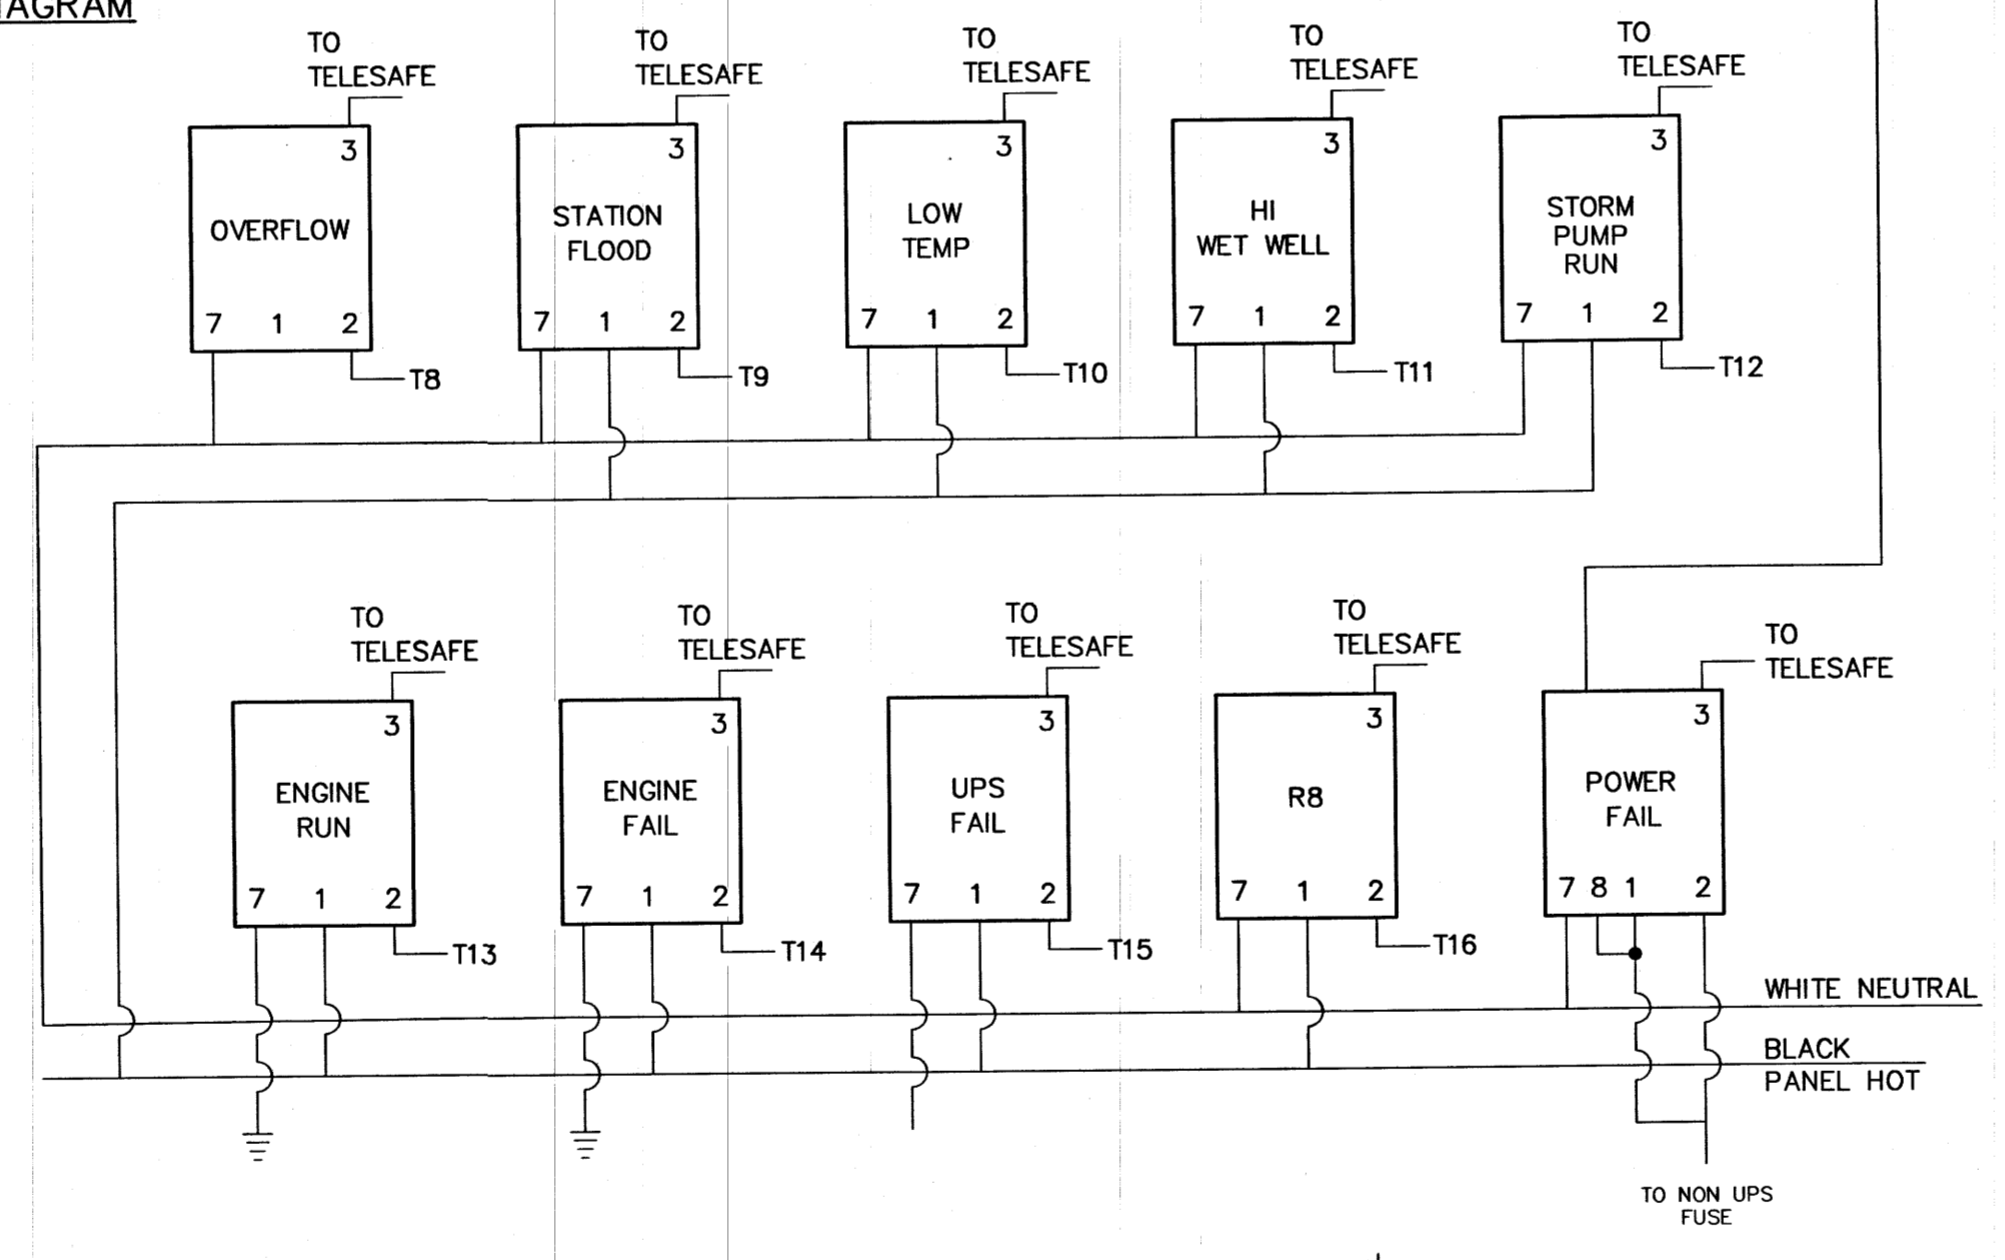 IAGRAM
TO
TELESAFE
TO
TELESAFE
TO
TELESAFE
TO
TELESAFE
TO
TELESAFE
3
OVERFLOW
7 1 2
T8
3
STATION
FLOOD
7 1 2
T9
3
LOW
TEMP
7 1 2
T10
3
HI
WET WELL
7 1 2
T11
3
STORM
PUMP
RUN
7 1 2
T12
TO
TELESAFE
TO
TELESAFE
TO
TELESAFE
TO
TELESAFE
TO
TELESAFE
3
ENGINE
RUN
7 1 2
T13
3
ENGINE
FAIL
7 1 2
T14
3
UPS
FAIL
7 1 2
T15
3
R8
7 1 2
T16
3
POWER
FAIL
7 8 1 2
WHITE NEUTRAL
BLACK
PANEL HOT
TO NON UPS
FUSE